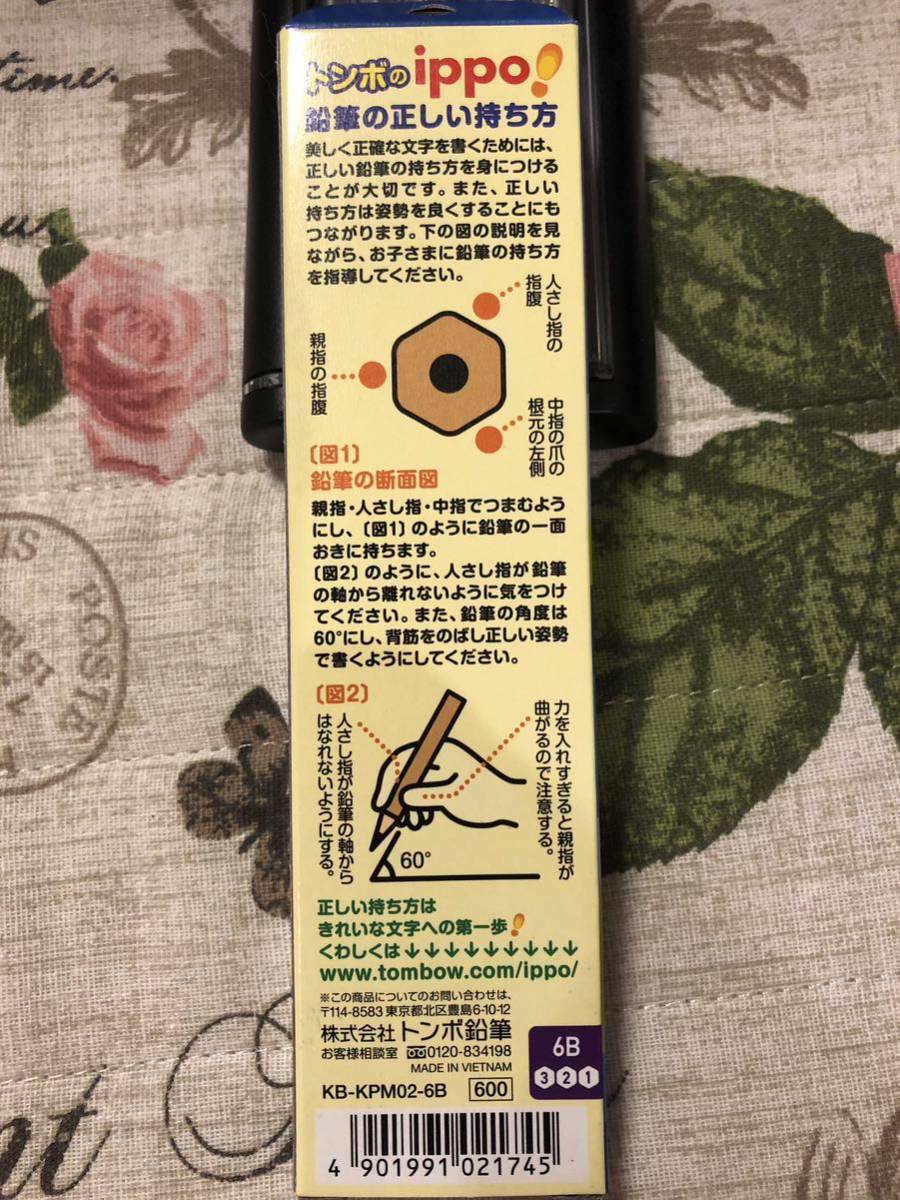 トンボのippo!
鉛筆の正しい持ち方
美しく正確な文字を書くためには、
正しい鉛筆の持ち方を身につける
ことが大切です。また、正しい
持ち方は姿勢を良くすることにも
つながります。下の図の説明を見
ながら、お子さまに鉛筆の持ち方
を指導してください。
人さし指の
指腹
親指の指腹
中指の爪の
根元の左側
〔図1〕
鉛筆の断面図
親指・人さし指・中指でつまむよう
にし、〔図1〕のように鉛筆の一面
おきに持ちます。
〔図2〕のように、人さし指が鉛筆
の軸から離れないように気をつけ
てください。また、鉛筆の角度は
60°にし、背筋をのばし正しい姿勢
で書くようにしてください。
〔図2〕
人さし指が鉛筆の軸から
はなれないようにする。
力を入れすぎると親指が
曲がるので注意する。
60°
正しい持ち方は
きれいな文字への第一歩!
くわしくは↓↓↓↓↓↓↓↓↓
www.tombow.com/ippo/
※この商品についてのお問い合わせは、
〒114-8583 東京都北区豊島6-10-12
株式会社トンボ鉛筆
お客様相談室 0120-834198
MADE IN VIETNAM
KB-KPM02-6B 600
6B
3 2 1
4 901991 021745
time